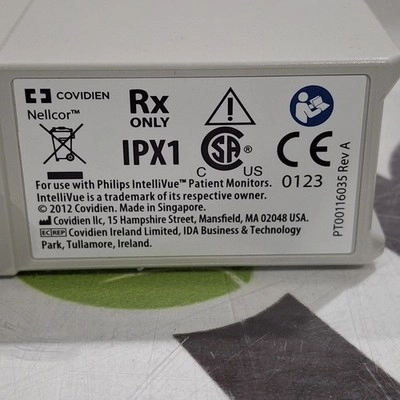 COVIDIEN
Nellcor™
Rx
ONLY
IPX1
C SA ® US
CE
0123
For use with Philips IntelliVue™ Patient Monitors.
IntelliVue is a trademark of its respective owner.
© 2012 Covidien. Made in Singapore.
Covidien llc, 15 Hampshire Street, Mansfield, MA 02048 USA.
EC REP Covidien Ireland Limited, IDA Business & Technology
Park, Tullamore, Ireland.
PT00116035 Rev A